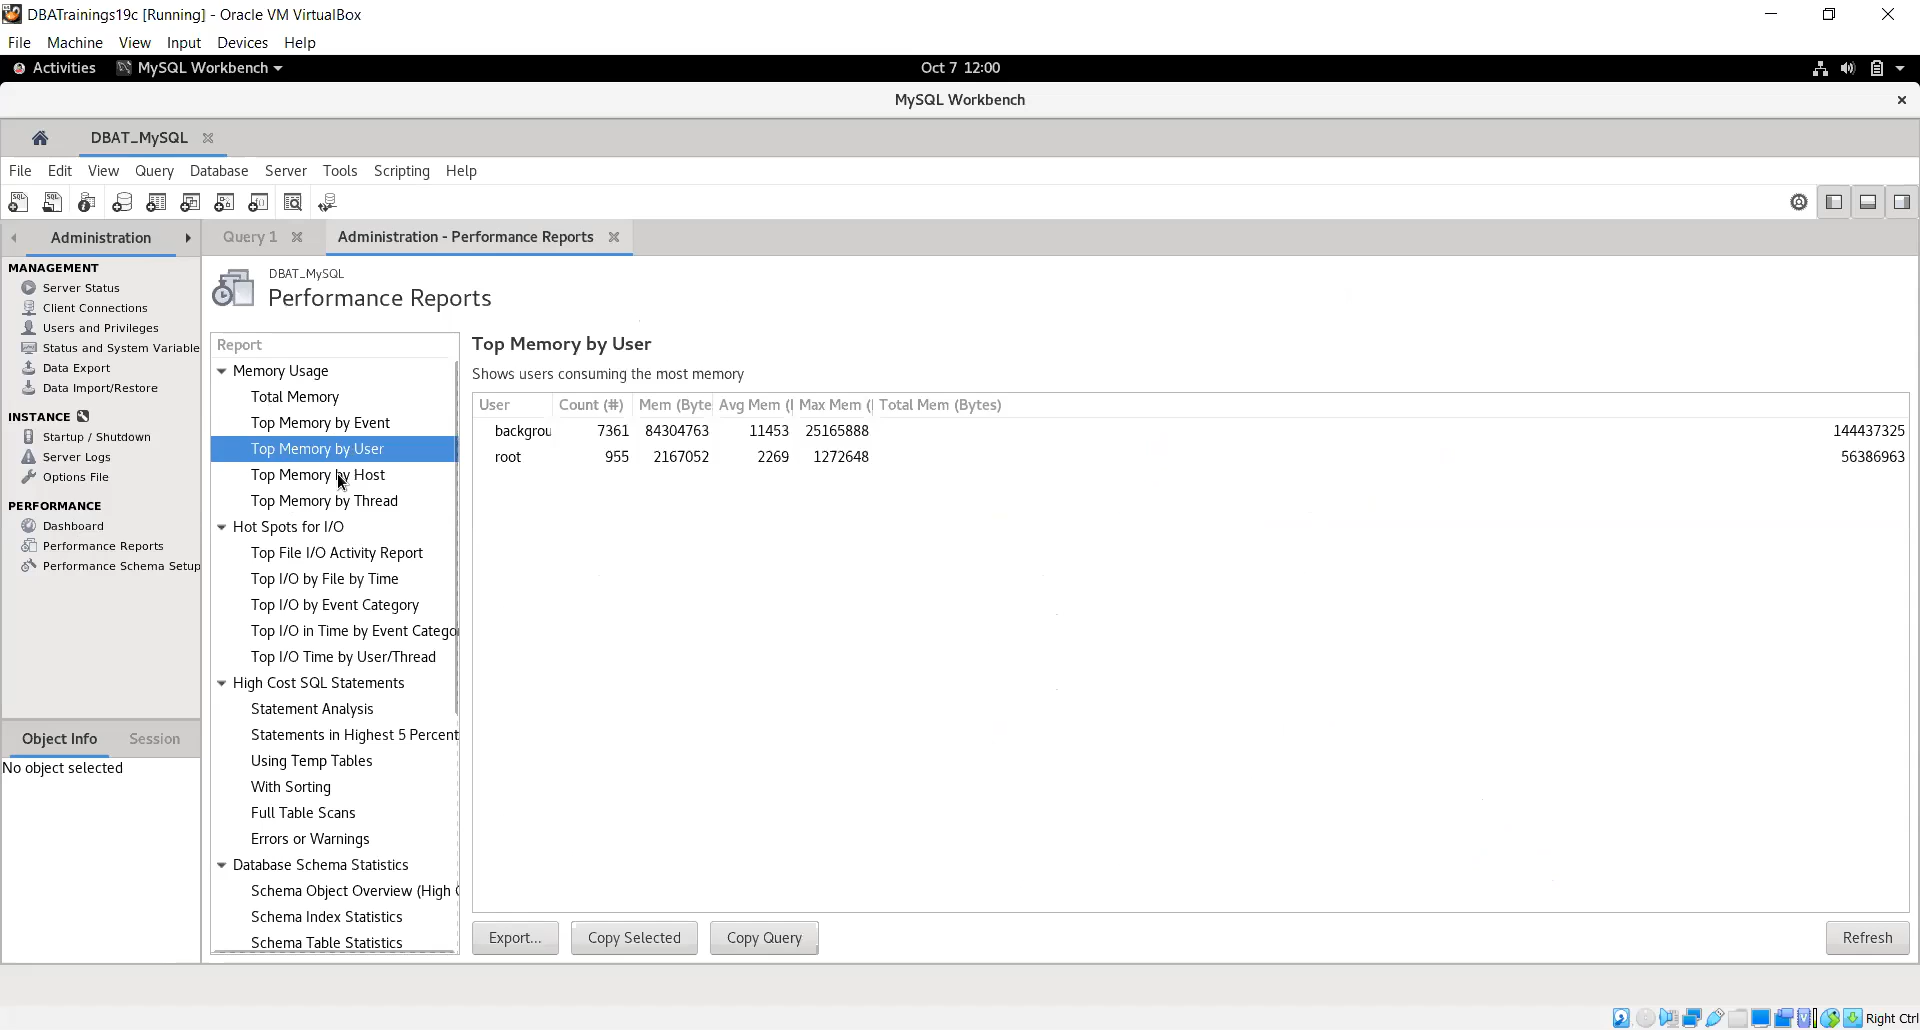 DBATrainings19c [Running] - Oracle VM VirtualBox
File Machine View Input Devices Help
Activities MySQL Workbench Oct 7 12:00
MySQL Workbench
DBAT_MySQL
File Edit View Query Database Server Tools Scripting Help
Administration
Query 1
Administration - Performance Reports
MANAGEMENT
Server Status
Client Connections
Users and Privileges
Status and System Variable
Data Export
Data Import/Restore
INSTANCE
Startup / Shutdown
Server Logs
Options File
PERFORMANCE
Dashboard
Performance Reports
Performance Schema Setup
Object Info Session
No object selected
DBAT_MySQL
Performance Reports
Report
Memory Usage
Total Memory
Top Memory by Event
Top Memory by User
Top Memory by Host
Top Memory by Thread
Hot Spots for I/O
Top File I/O Activity Report
Top I/O by File by Time
Top I/O by Event Category
Top I/O in Time by Event Catego
Top I/O Time by User/Thread
High Cost SQL Statements
Statement Analysis
Statements in Highest 5 Percent
Using Temp Tables
With Sorting
Full Table Scans
Errors or Warnings
Database Schema Statistics
Schema Object Overview (High
Schema Index Statistics
Schema Table Statistics
Top Memory by User
Shows users consuming the most memory
User Count (#) Mem (Byte Avg Mem ( Max Mem ( Total Mem (Bytes)
backgrou 7361 84304763 11453 25165888 144437325
root 955 2167052 2269 1272648 56386963
Export... Copy Selected Copy Query Refresh
Right Ctrl